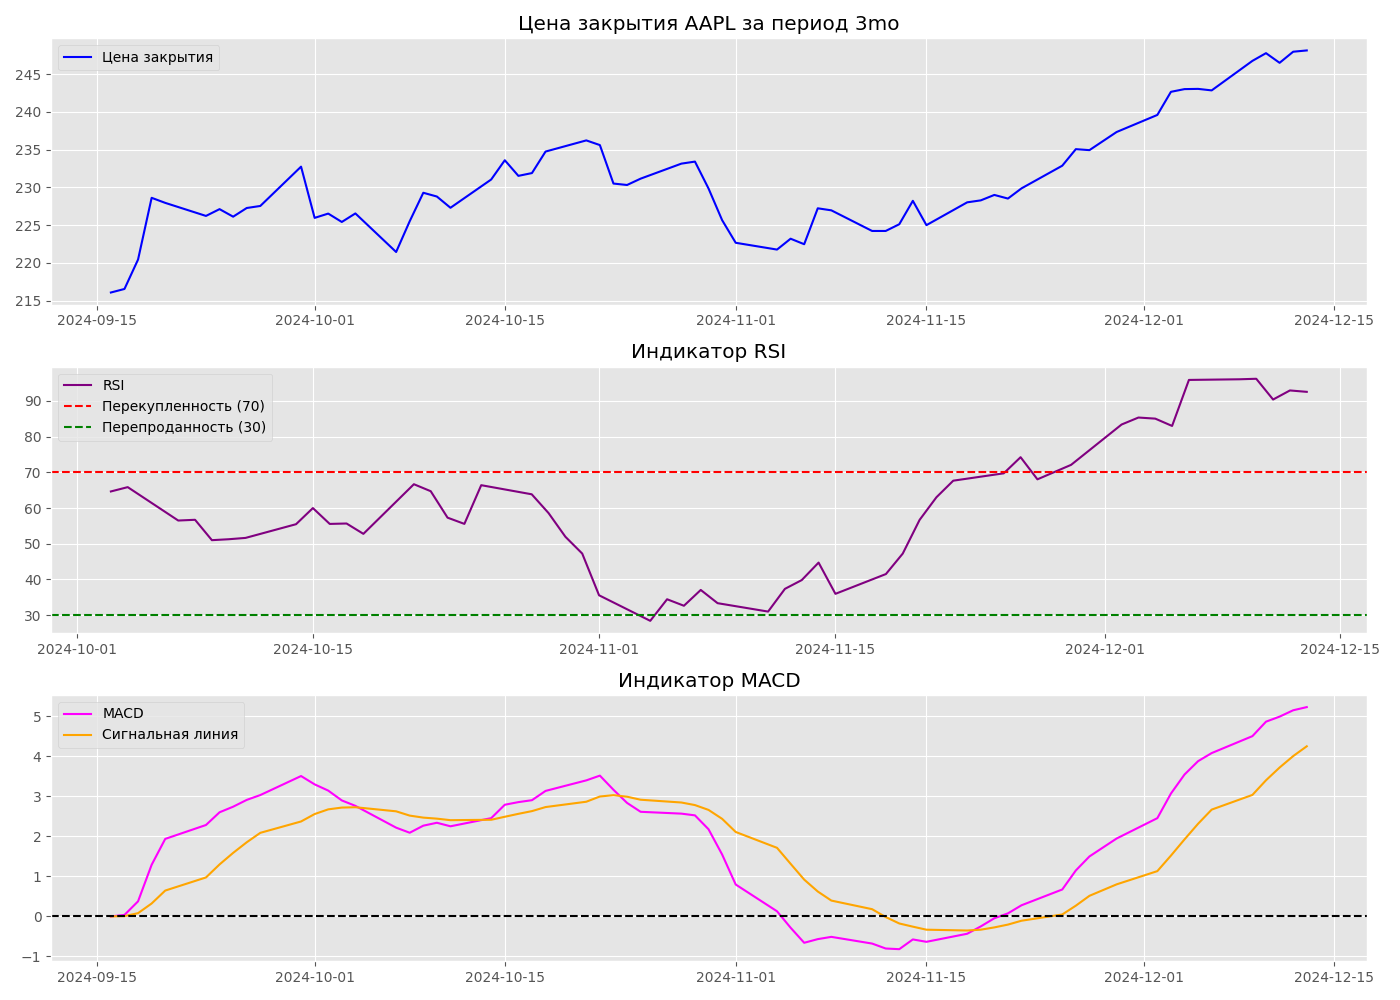 Цена закрытия AAPL за период 3mo
Цена закрытия
245
240
235
230
225
220
215
2024-09-15 2024-10-01 2024-10-15 2024-11-01 2024-11-15 2024-12-01 2024-12-15
Индикатор RSI
RSI
Перекупленность (70)
Перепроданность (30)
90
80
70
60
50
40
30
2024-10-01 2024-10-15 2024-11-01 2024-11-15 2024-12-01 2024-12-15
Индикатор MACD
MACD
Сигнальная линия
5
4
3
2
1
0
−1
2024-09-15 2024-10-01 2024-10-15 2024-11-01 2024-11-15 2024-12-01 2024-12-15